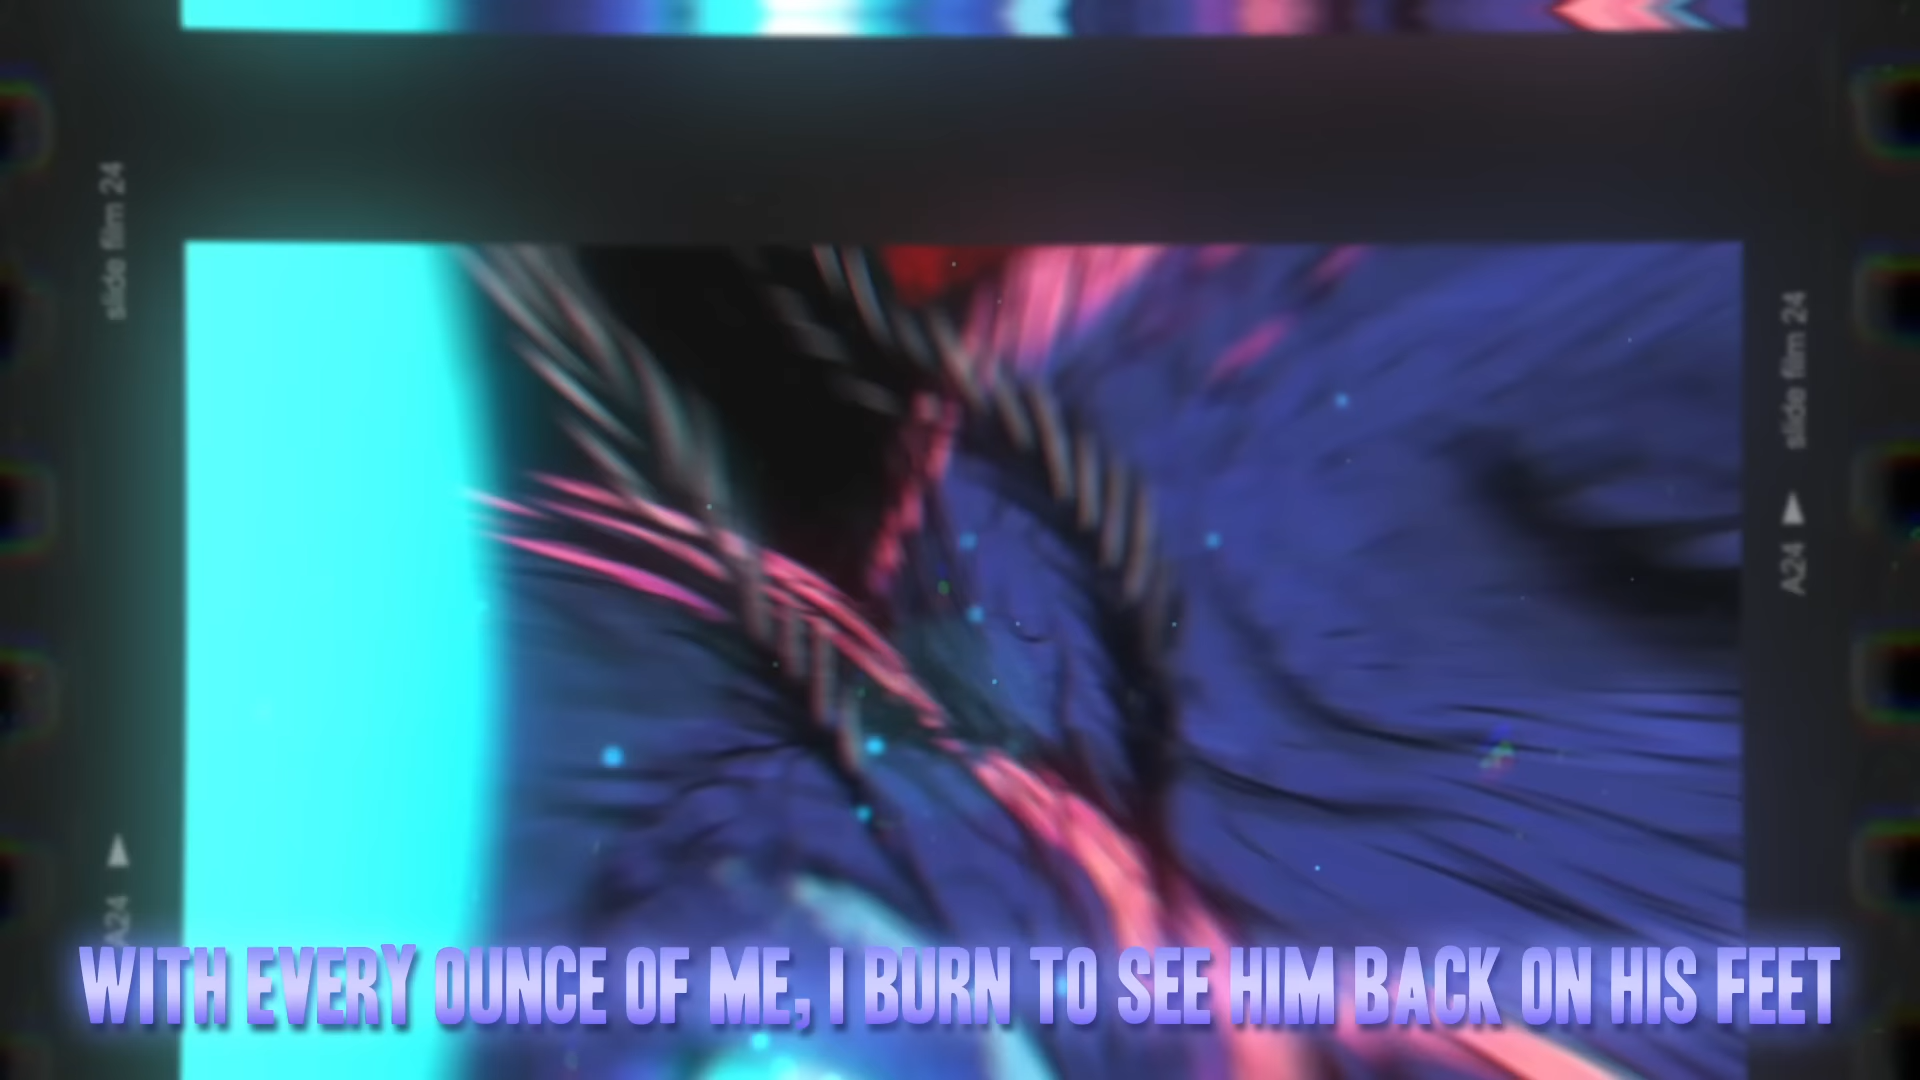 slide film 24
slide film 24
A24
A24
WITH EVERY OUNCE OF ME, I BURN TO SEE HIM BACK ON HIS FEET